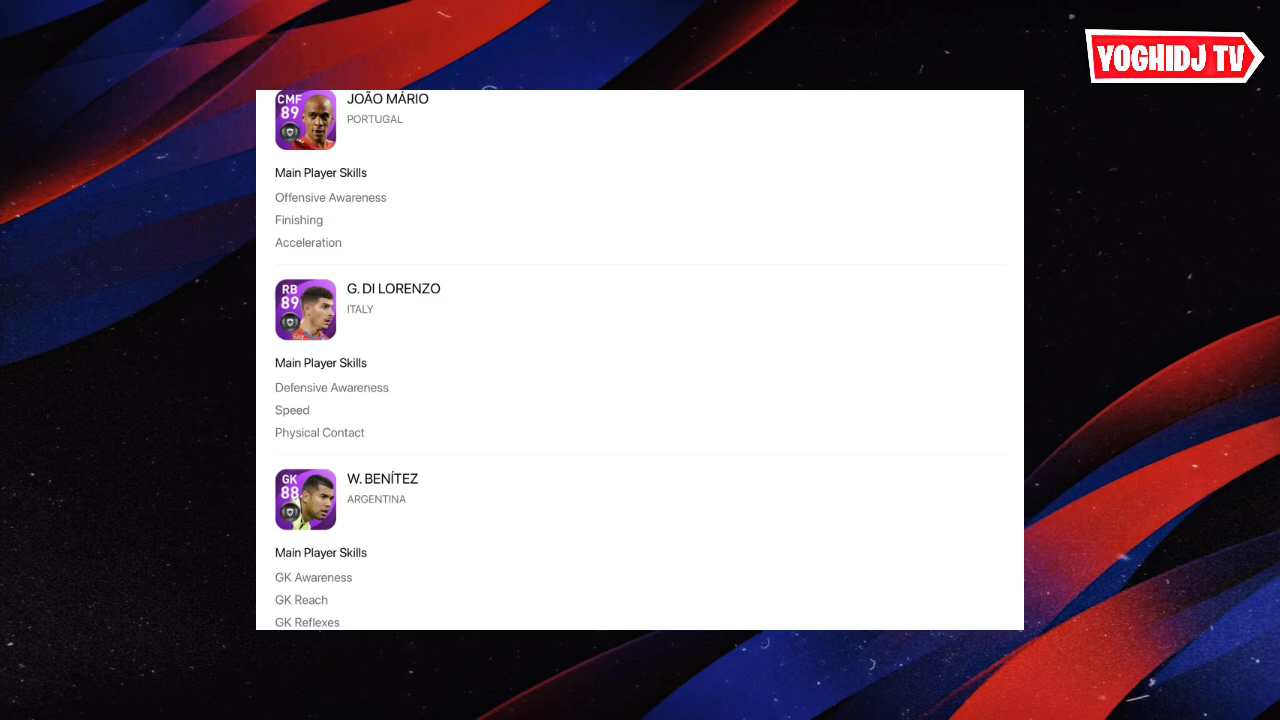 YOGHIDJ TV
CMF
89
JOÃO MÁRIO
PORTUGAL
Main Player Skills
Offensive Awareness
Finishing
Acceleration
RB
89
G. DI LORENZO
ITALY
Main Player Skills
Defensive Awareness
Speed
Physical Contact
GK
88
W. BENÍTEZ
ARGENTINA
Main Player Skills
GK Awareness
GK Reach
GK Reflexes